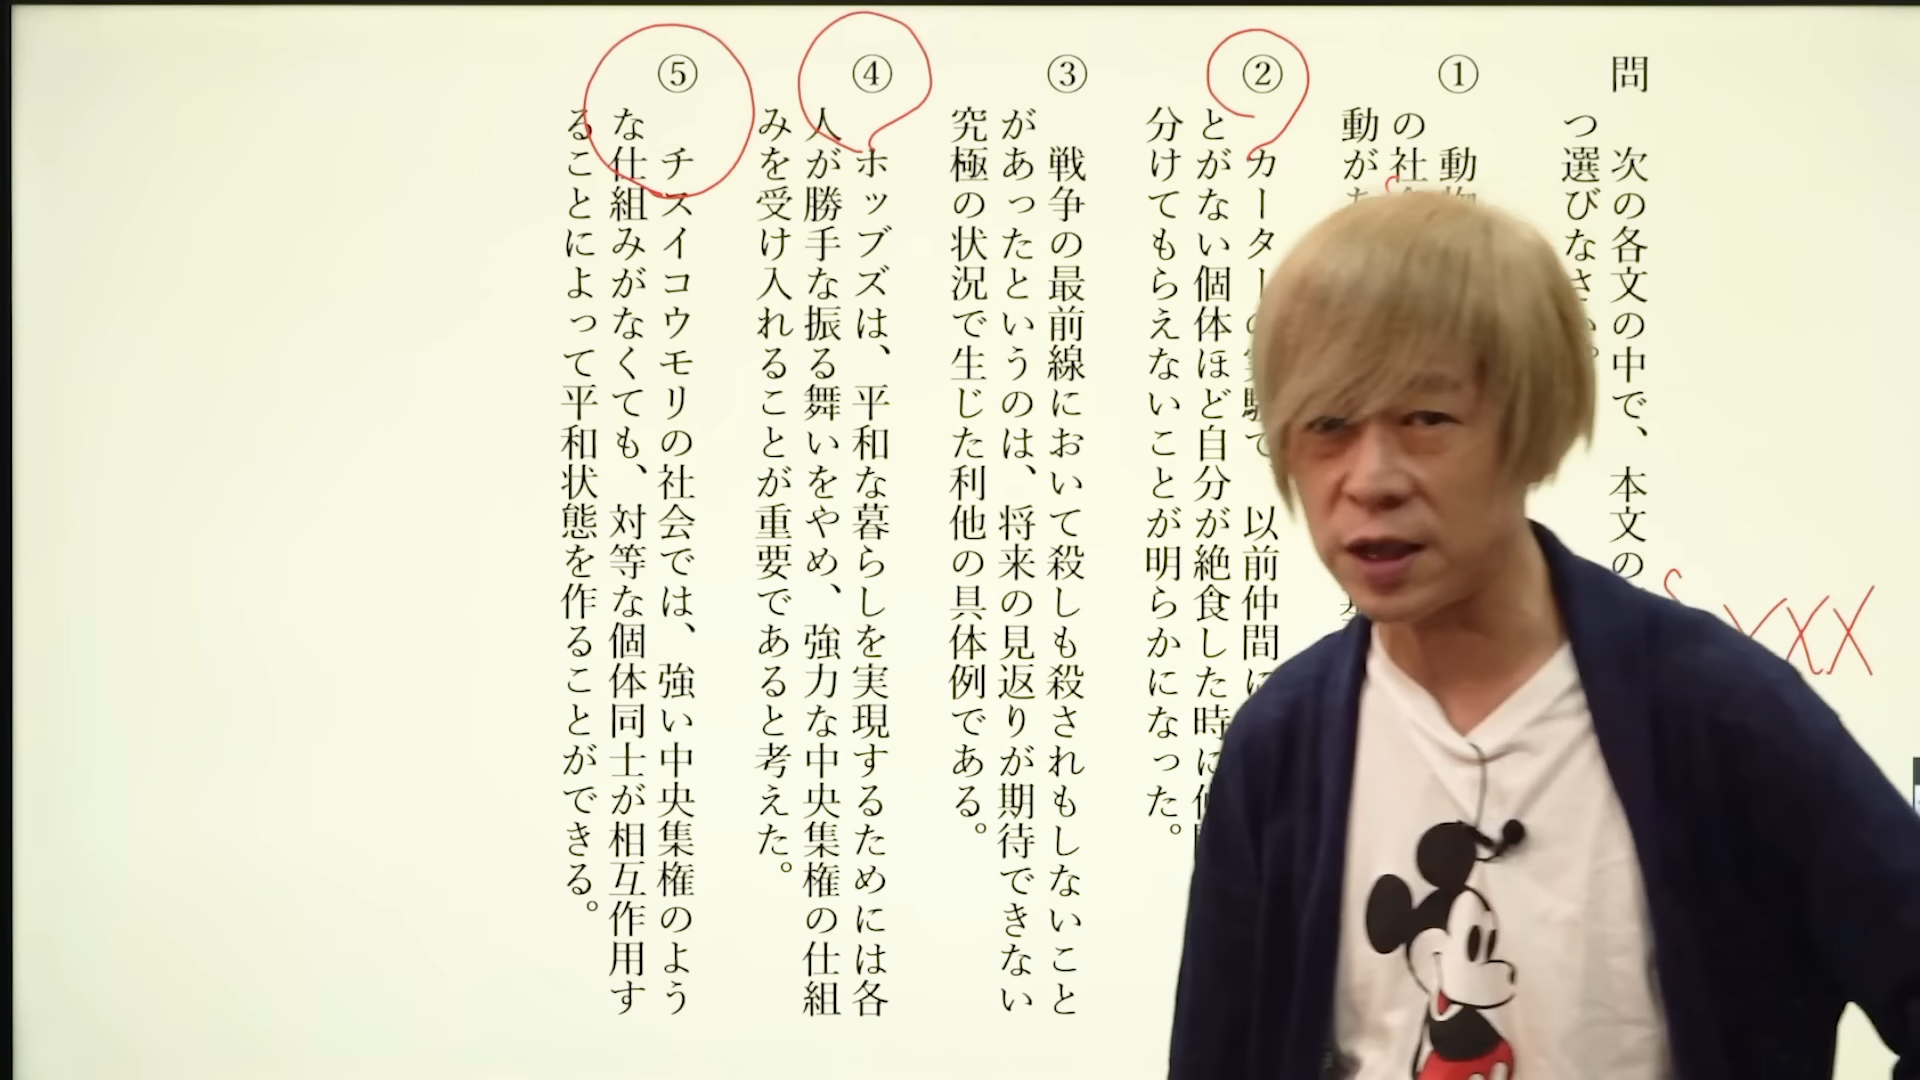 問　次の各文の中で、本文の
つ選びなさい。
①　動物
の社会
動が
②　カーターの実験で、以前仲間に
とがない個体ほど自分が絶食した時に
分けてもらえないことが明らかになった。
③　戦争の最前線において殺しも殺されもしないこと
があったというのは、将来の見返りが期待できない
究極の状況で生じた利他の具体例である。
④　ホッブズは、平和な暮らしを実現するためには各
人が勝手な振る舞いをやめ、強力な中央集権の仕組
みを受け入れることが重要であると考えた。
⑤　チスイコウモリの社会では、強い中央集権のよう
な仕組みがなくても、対等な個体同士が相互作用す
ることによって平和状態を作ることができる。